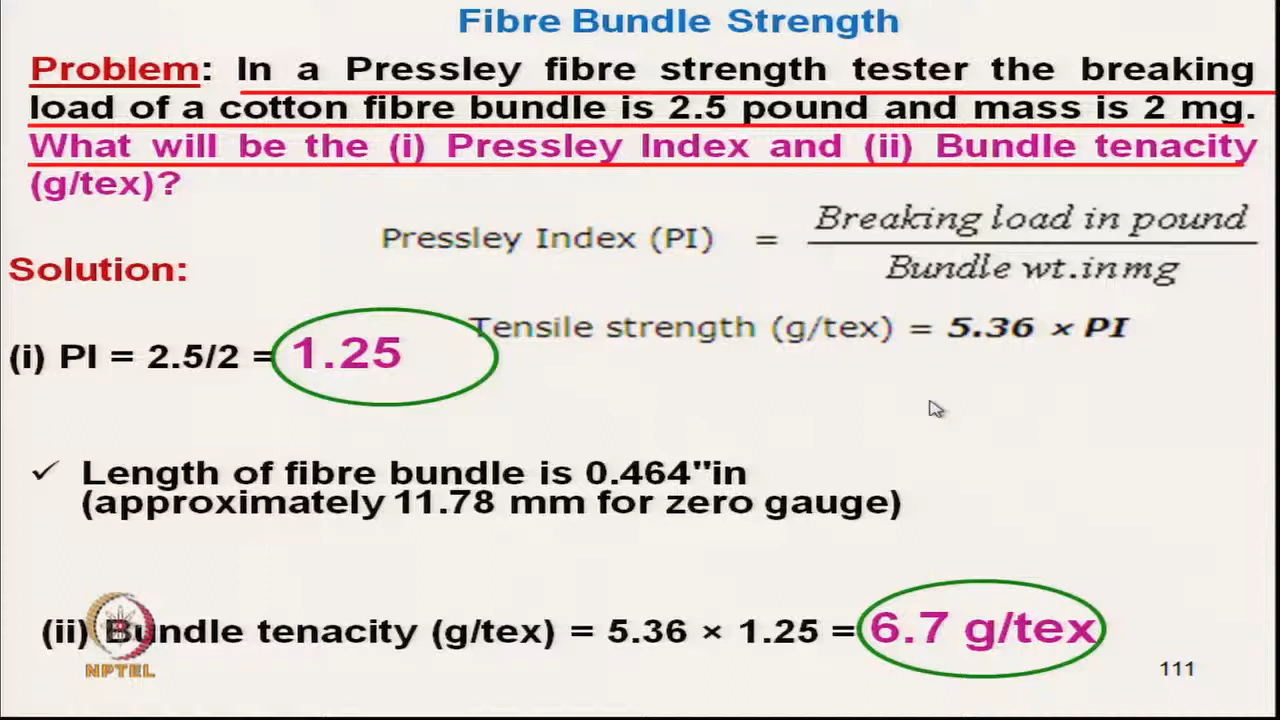 Fibre Bundle Strength
Problem: In a Pressley fibre strength tester the breaking
load of a cotton fibre bundle is 2.5 pound and mass is 2 mg.
What will be the (i) Pressley Index and (ii) Bundle tenacity
(g/tex)?
Pressley Index (PI) = Breaking load in pound
Bundle wt.inmg
Solution:
Tensile strength (g/tex) = 5.36 × PI
(i) PI = 2.5/2 = 1.25
✓ Length of fibre bundle is 0.464"in
(approximately 11.78 mm for zero gauge)
(ii) Bundle tenacity (g/tex) = 5.36 × 1.25 = 6.7 g/tex
NPTEL
111